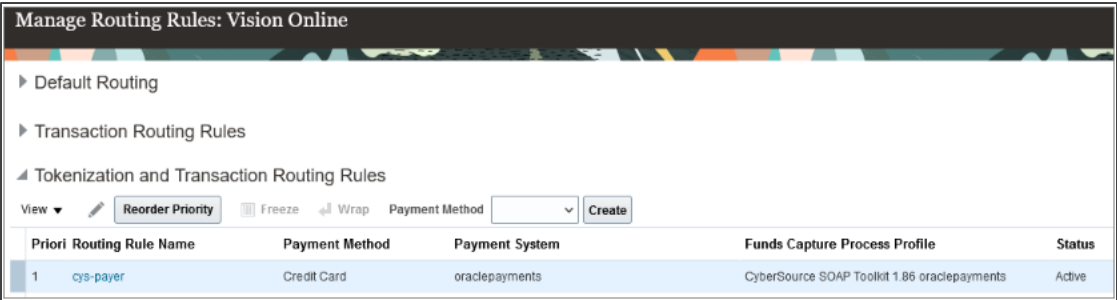 Manage Routing Rules: Vision Online
Default Routing
Transaction Routing Rules
Tokenization and Transaction Routing Rules
View Reorder Priority Freeze Wrap Payment Method Create
Priori Routing Rule Name Payment Method Payment System Funds Capture Process Profile Status
1 cys-payer Credit Card oraclepayments CyberSource SOAP Toolkit 1.86 oraclepayments Active